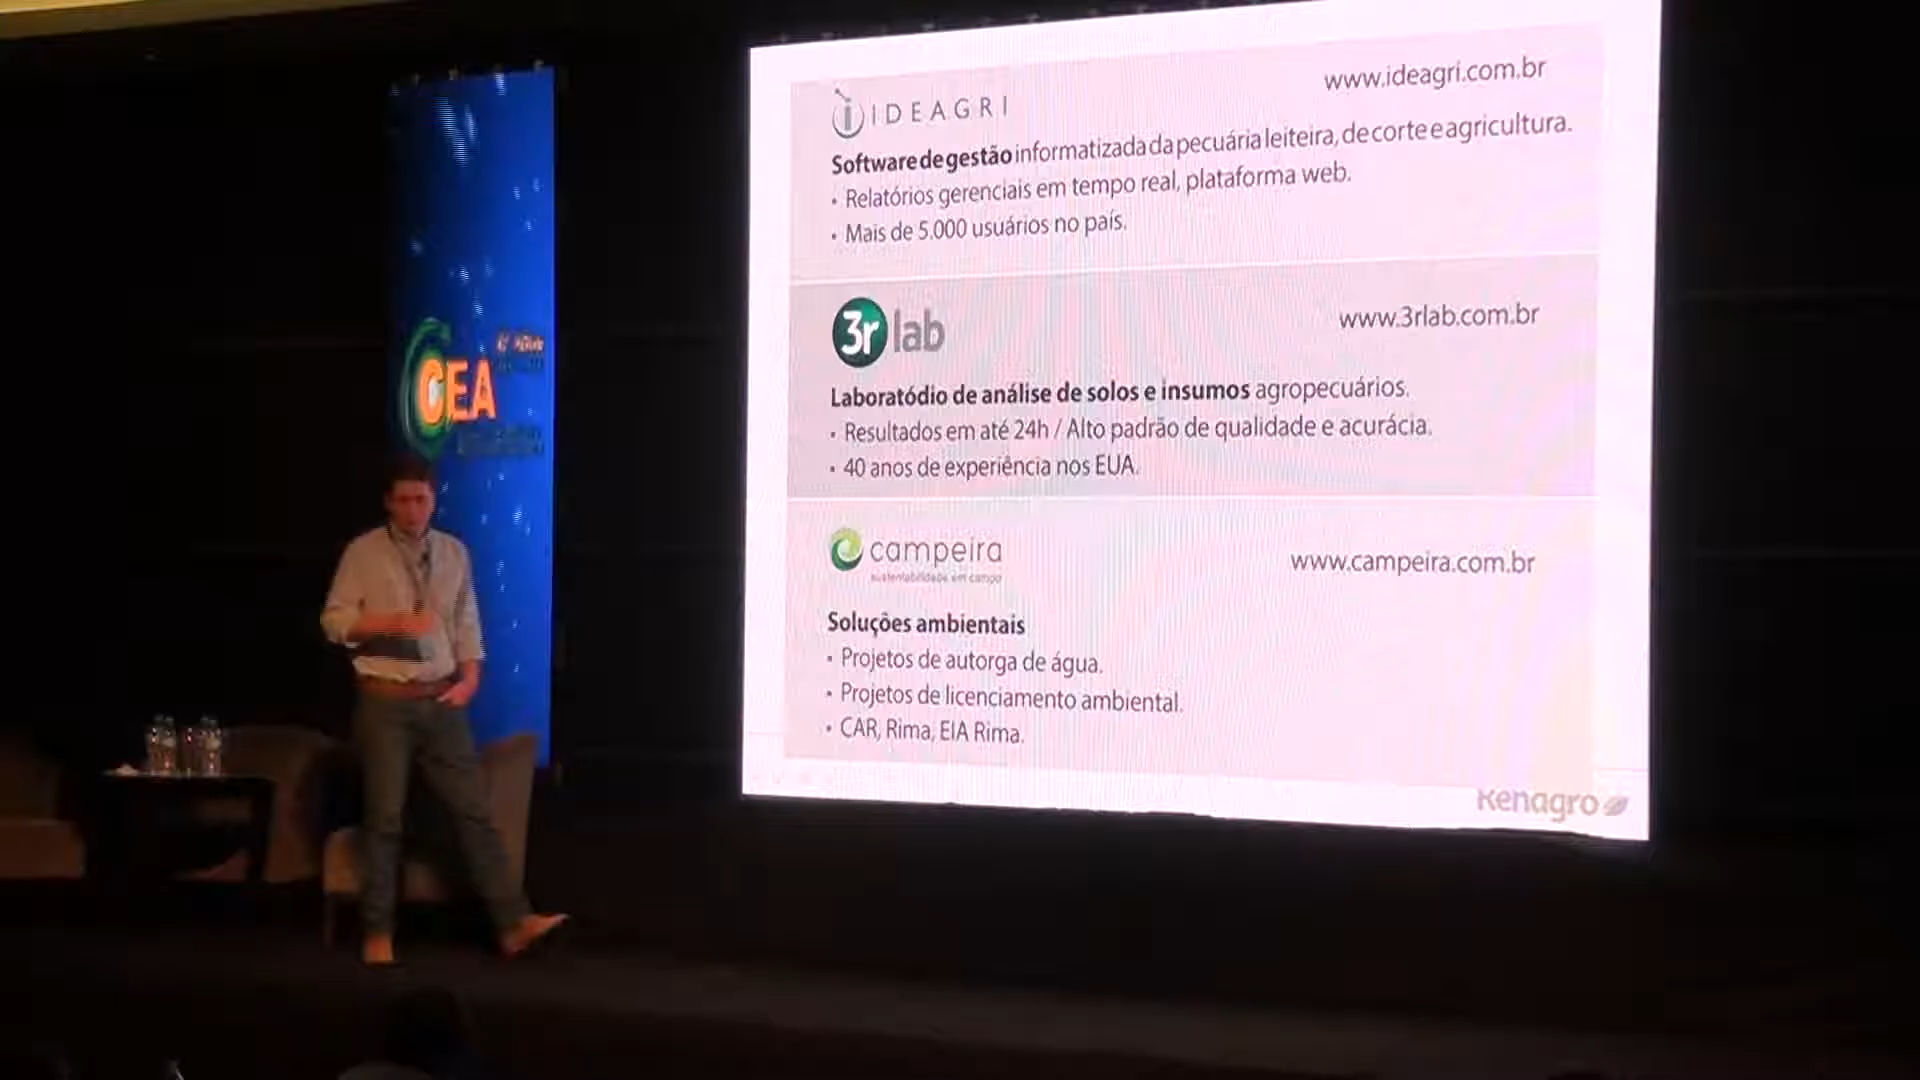 IDEAGRI
www.ideagri.com.br
Software de gestão informatizada da pecuária leiteira, de corte e agricultura.
• Relatórios gerenciais em tempo real, plataforma web.
• Mais de 5.000 usuários no país.
3r lab
www.3rlab.com.br
Laboratódio de análise de solos e insumos agropecuários.
• Resultados em até 24h / Alto padrão de qualidade e acurácia.
• 40 anos de experiência nos EUA.
campeira
sustentabilidade em campo
www.campeira.com.br
Soluções ambientais
• Projetos de autorga de água.
• Projetos de licenciamento ambiental.
• CAR, Rima, EIA Rima.
Renagro
CEA